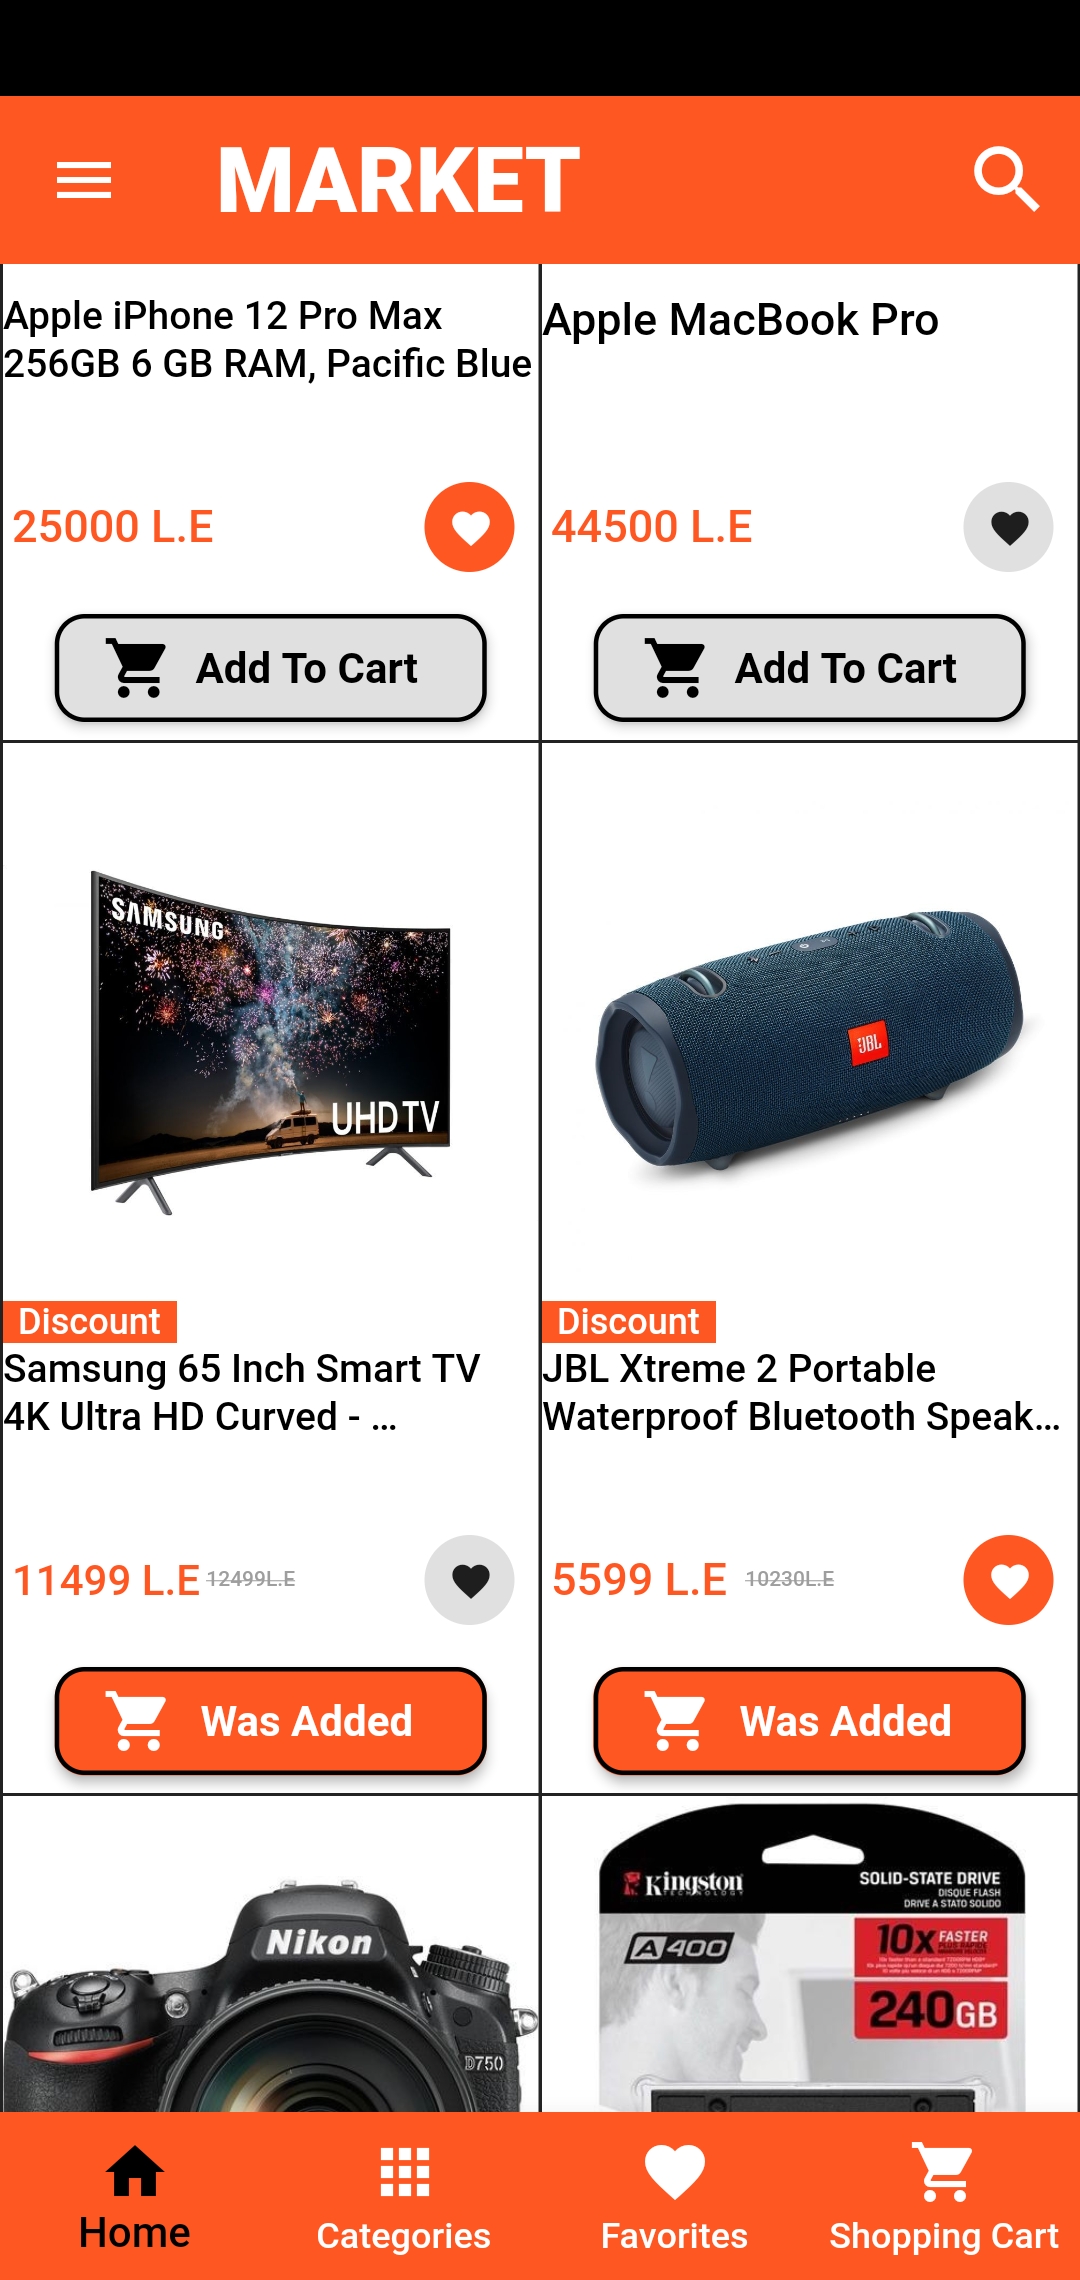 MARKET
Apple iPhone 12 Pro Max
256GB 6 GB RAM, Pacific Blue
25000 L.E
Add To Cart
Apple MacBook Pro
44500 L.E
Add To Cart
SAMSUNG
UHD TV
Discount
Samsung 65 Inch Smart TV
4K Ultra HD Curved - ...
11499 L.E 12499L.E
Was Added
JBL
Discount
JBL Xtreme 2 Portable
Waterproof Bluetooth Speak...
5599 L.E 10230L.E
Was Added
Nikon
D750
Kingston
TECHNOLOGY
SOLID-STATE DRIVE
DISQUE FLASH
DRIVE A STATO SOLIDO
A400
10x FASTER
240GB
Home
Categories
Favorites
Shopping Cart